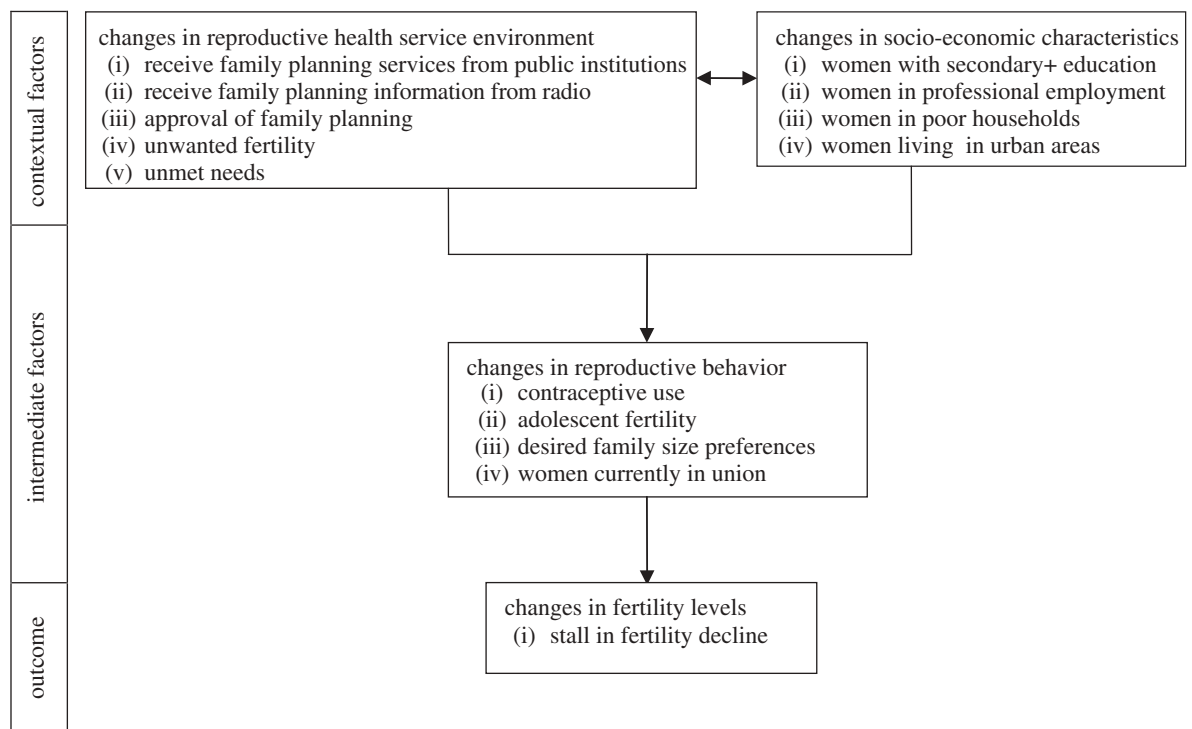 contextual factors
changes in reproductive health service environment
(i) receive family planning services from public institutions
(ii) receive family planning information from radio
(iii) approval of family planning
(iv) unwanted fertility
(v) unmet needs
changes in socio-economic characteristics
(i) women with secondary+ education
(ii) women in professional employment
(iii) women in poor households
(iv) women living in urban areas
intermediate factors
changes in reproductive behavior
(i) contraceptive use
(ii) adolescent fertility
(iii) desired family size preferences
(iv) women currently in union
outcome
changes in fertility levels
(i) stall in fertility decline